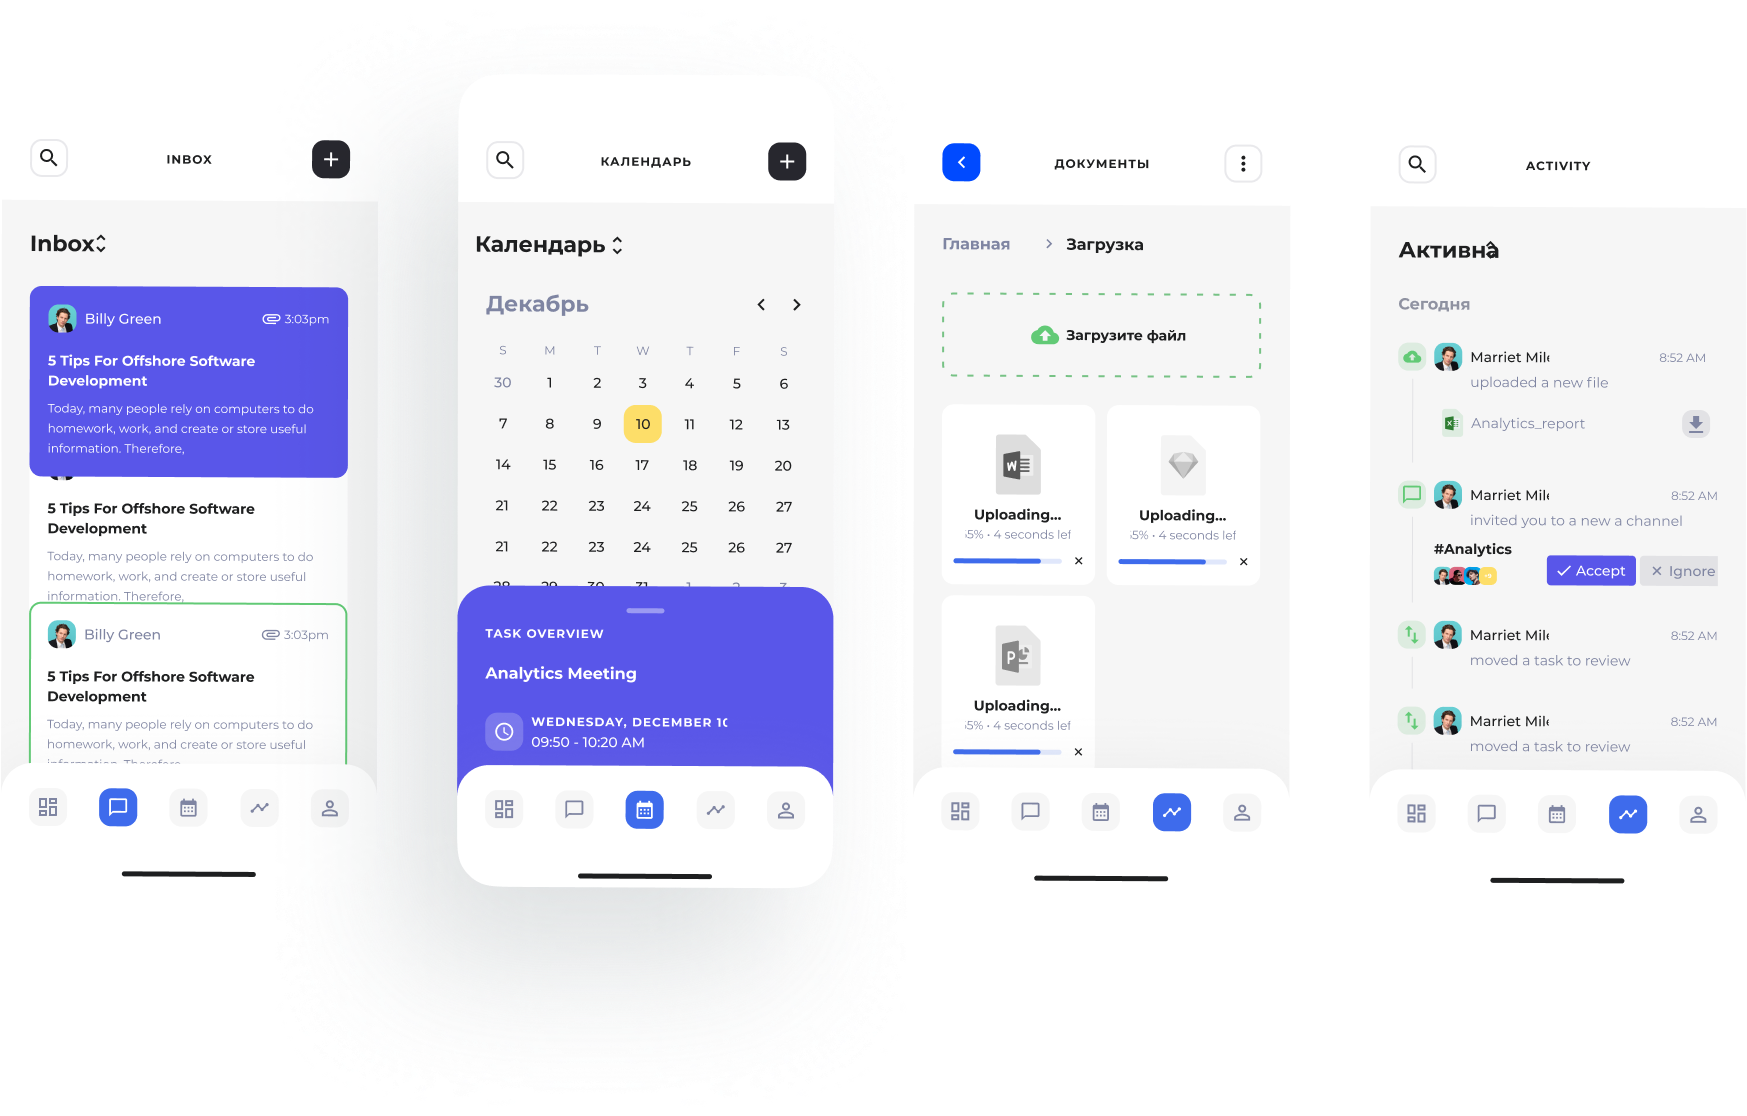 INBOX
Inbox
Billy Green
3:03pm
5 Tips For Offshore Software
Development
Today, many people rely on computers to do
homework, work, and create or store useful
information. Therefore,
5 Tips For Offshore Software
Development
Today, many people rely on computers to do
homework, work, and create or store useful
information. Therefore,
Billy Green
3:03pm
5 Tips For Offshore Software
Development
Today, many people rely on computers to do
homework, work, and create or store useful
information. Therefore
КАЛЕНДАРЬ
Календарь
Декабрь
S M T W T F S
30 1 2 3 4 5 6
7 8 9 10 11 12 13
14 15 16 17 18 19 20
21 22 23 24 25 26 27
21 22 23 24 25 26 27
28 29 30 31 1 2 3
TASK OVERVIEW
Analytics Meeting
WEDNESDAY, DECEMBER 10
09:50 - 10:20 AM
ДОКУМЕНТЫ
Главная > Загрузка
Загрузите файл
W
Uploading...
5% • 4 seconds lef
Uploading...
5% • 4 seconds lef
P
Uploading...
5% • 4 seconds lef
ACTIVITY
Активна
Сегодня
Marriet Mil
8:52 AM
uploaded a new file
Analytics_report
Marriet Mil
8:52 AM
invited you to a new a channel
#Analytics
Accept
Ignore
Marriet Mil
8:52 AM
moved a task to review
Marriet Mil
8:52 AM
moved a task to review